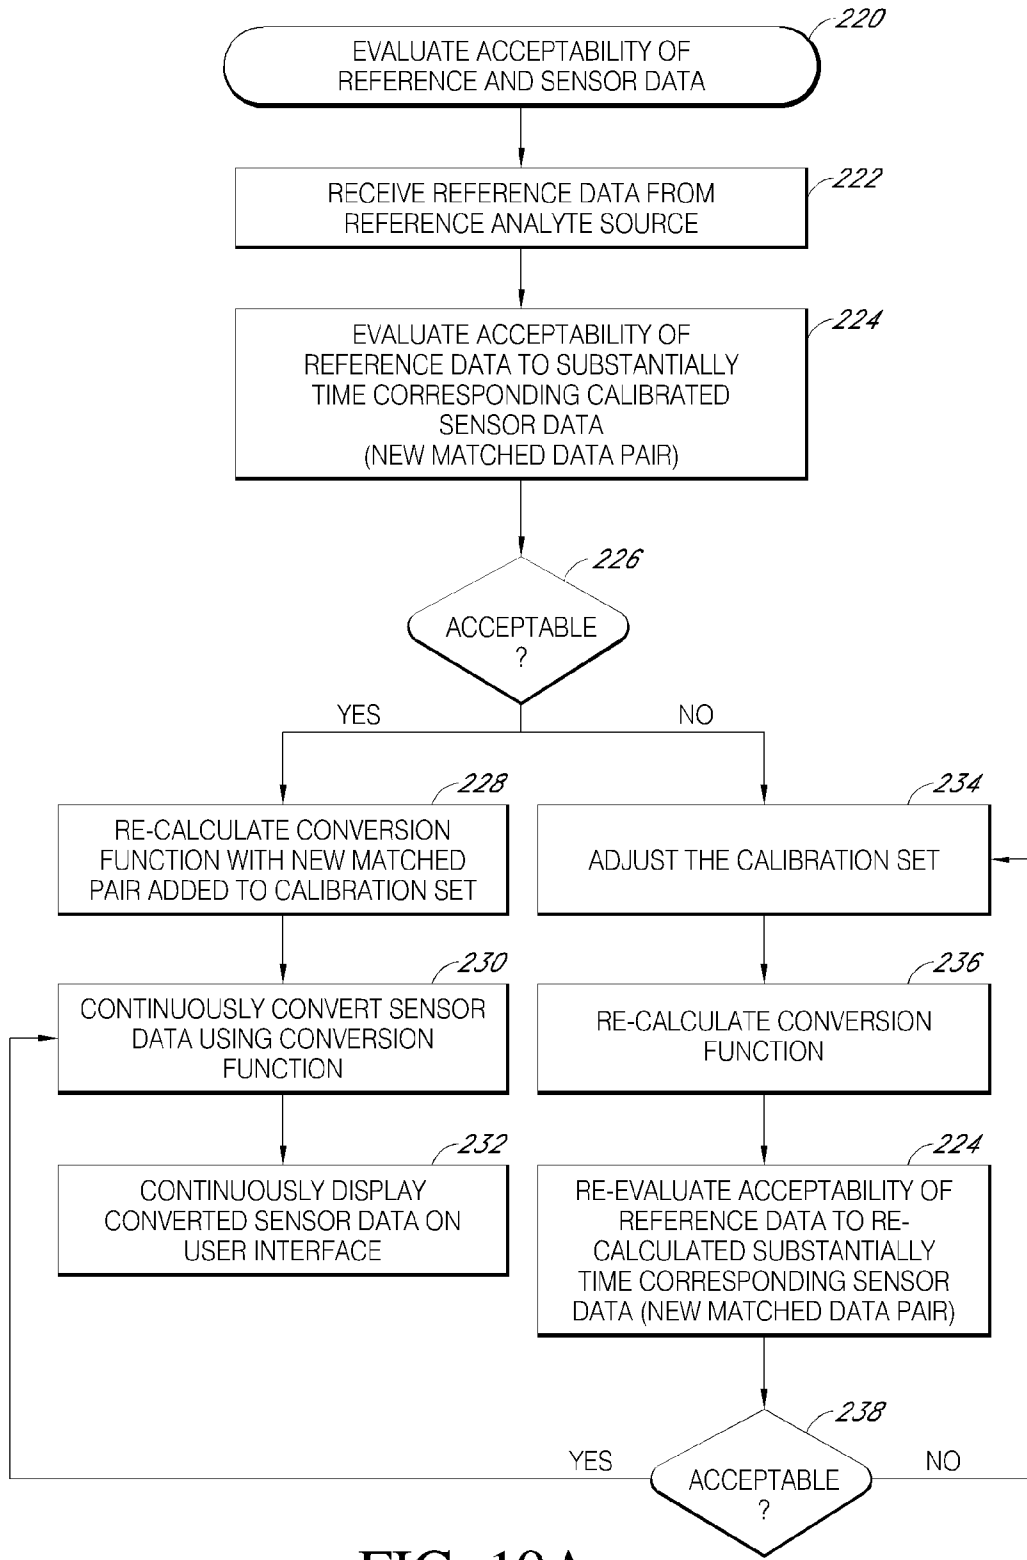 220
EVALUATE ACCEPTABILITY OF
REFERENCE AND SENSOR DATA
222
RECEIVE REFERENCE DATA FROM
REFERENCE ANALYTE SOURCE
224
EVALUATE ACCEPTABILITY OF
REFERENCE DATA TO SUBSTANTIALLY
TIME CORRESPONDING CALIBRATED
SENSOR DATA
(NEW MATCHED DATA PAIR)
226
ACCEPTABLE
?
YES
NO
228
RE-CALCULATE CONVERSION
FUNCTION WITH NEW MATCHED
PAIR ADDED TO CALIBRATION SET
234
ADJUST THE CALIBRATION SET
230
CONTINUOUSLY CONVERT SENSOR
DATA USING CONVERSION
FUNCTION
236
RE-CALCULATE CONVERSION
FUNCTION
232
CONTINUOUSLY DISPLAY
CONVERTED SENSOR DATA ON
USER INTERFACE
224
RE-EVALUATE ACCEPTABILITY OF
REFERENCE DATA TO RE-
CALCULATED SUBSTANTIALLY
TIME CORRESPONDING SENSOR
DATA (NEW MATCHED DATA PAIR)
238
YES
ACCEPTABLE
?
NO
FIG. 10A